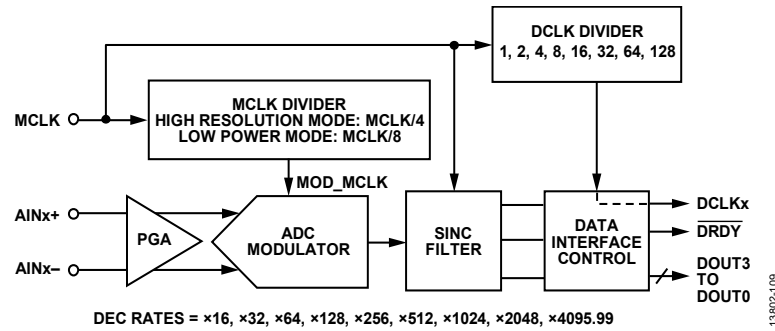 DCLK DIVIDER
1, 2, 4, 8, 16, 32, 64, 128
MCLK
MCLK DIVIDER
HIGH RESOLUTION MODE: MCLK/4
LOW POWER MODE: MCLK/8
MOD_MCLK
AINx+
AINx–
PGA
ADC
MODULATOR
SINC
FILTER
DATA
INTERFACE
CONTROL
DCLKx
DRDY
DOUT3
TO
DOUT0
DEC RATES = ×16, ×32, ×64, ×128, ×256, ×512, ×1024, ×2048, ×4095.99
13802-109